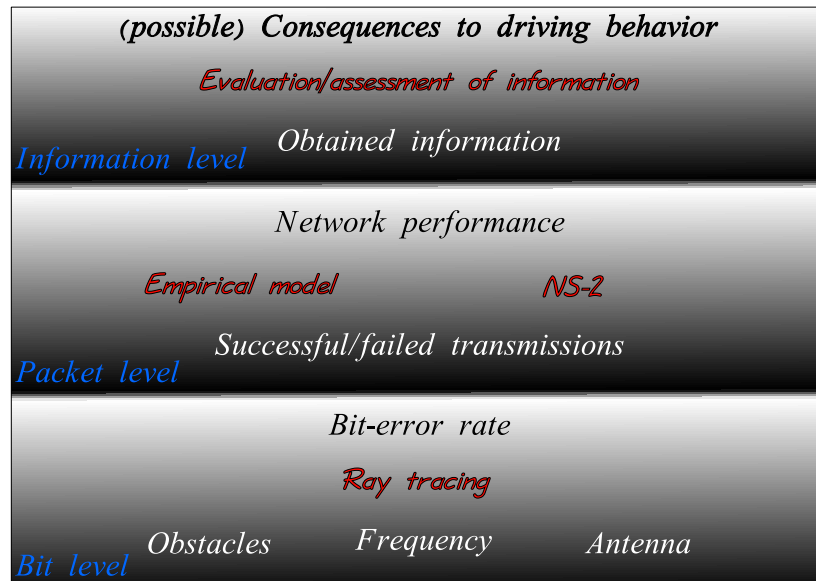 (possible) Consequences to driving behavior
Evaluation/assessment of information
Obtained information
Information level
Network performance
Empirical model NS-2
Successful/failed transmissions
Packet level
Bit-error rate
Ray tracing
Obstacles Frequency Antenna
Bit level